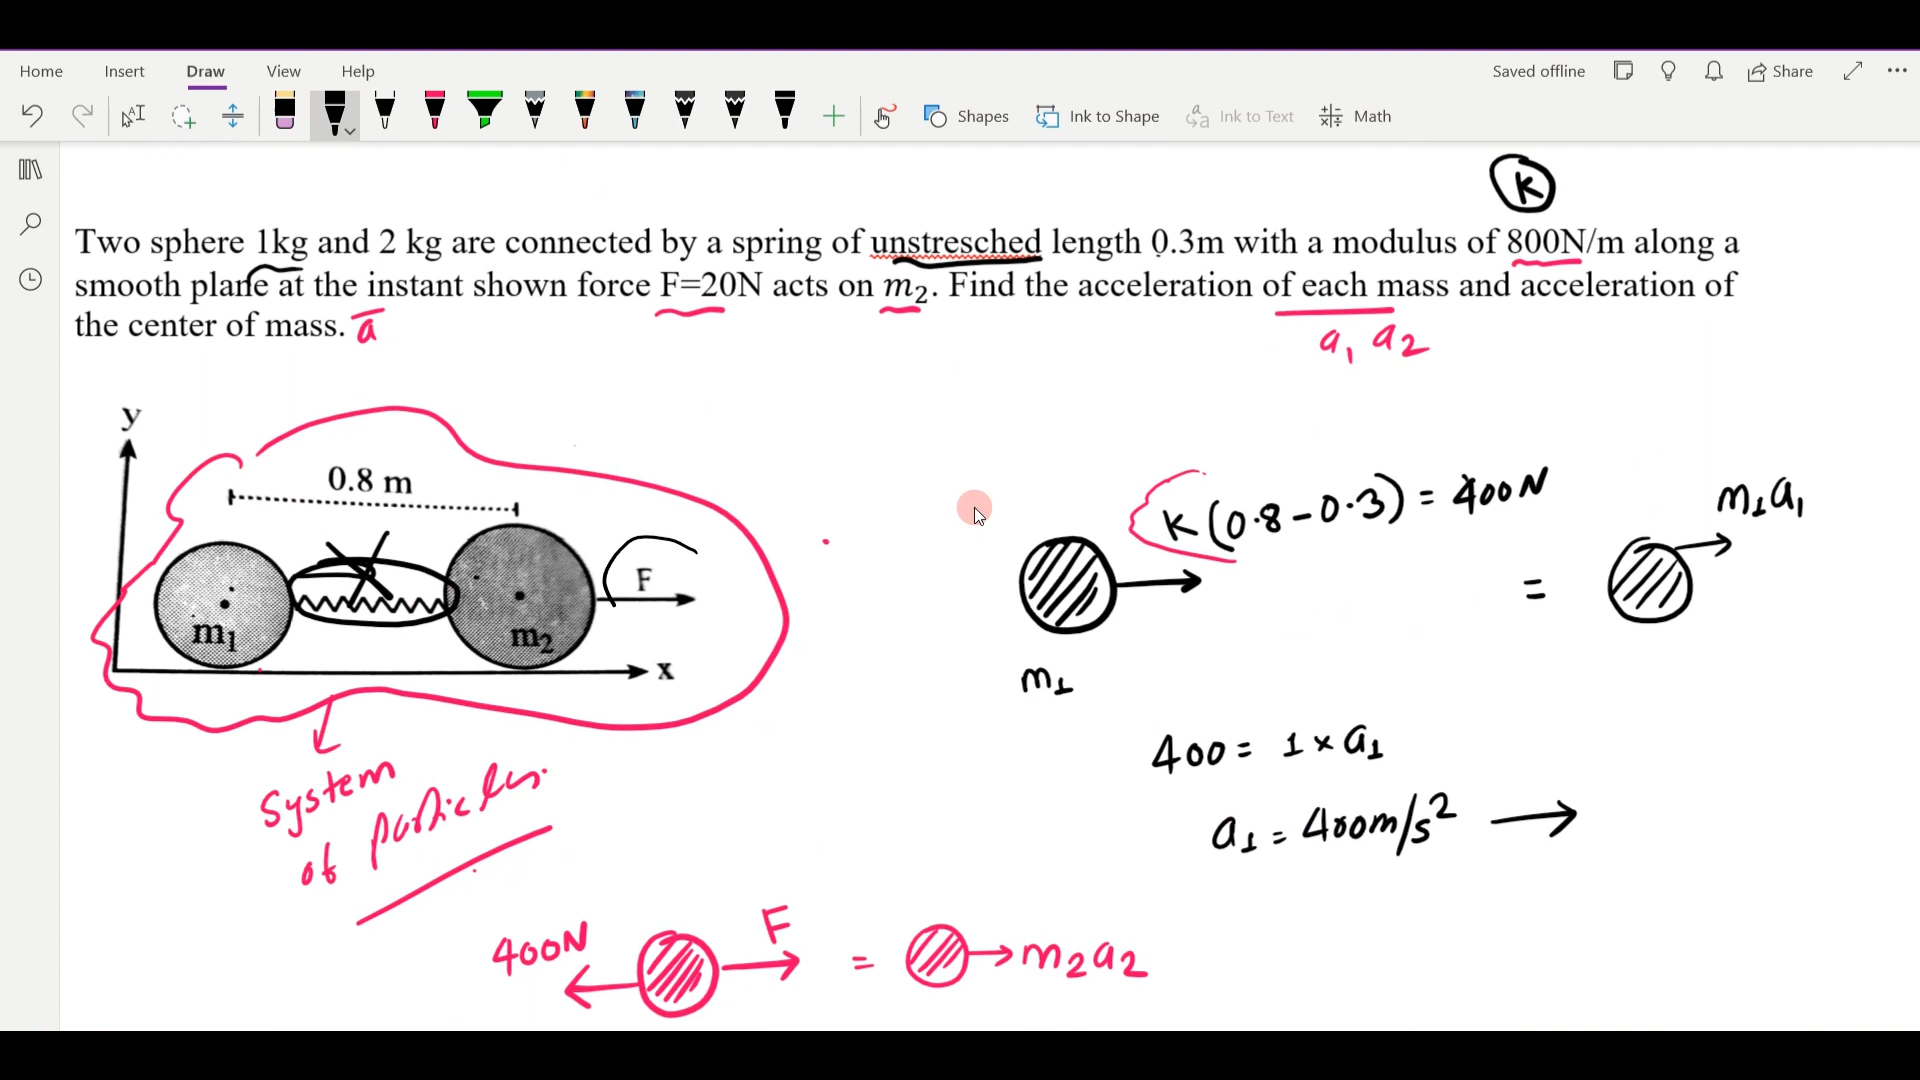 Home Insert Draw View Help Saved offline Share
Shapes Ink to Shape Ink to Text Math
k
Two sphere 1kg and 2 kg are connected by a spring of unstresched length 0.3m with a modulus of 800N/m along a
smooth plane at the instant shown force F=20N acts on m₂. Find the acceleration of each mass and acceleration of
the center of mass. a̅
a₁ a₂
y
0.8 m
k(0.8-0.3) = 400N
m₁a₁
F
=
m₁
m₂
x
m₁
400 = 1 × a₁
System
of particles.
a₁ = 400m/s² →
400N
F
= → m₂a₂